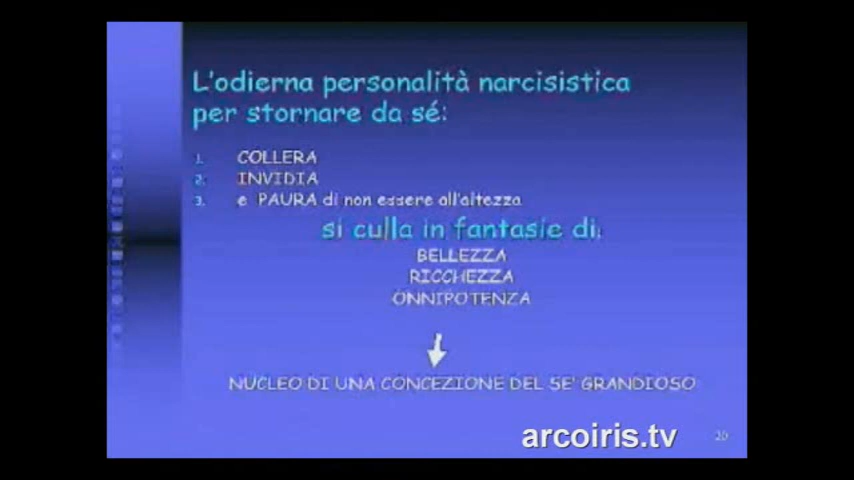 L'odierna personalità narcisistica
per stornare da sé:
1. COLLERA
2. INVIDIA
3. e PAURA di non essere all'altezza
si culla in fantasie di:
BELLEZZA
RICCHEZZA
ONNIPOTENZA
NUCLEO DI UNA CONCEZIONE DEL SE' GRANDIOSO
arcoiris.tv
20